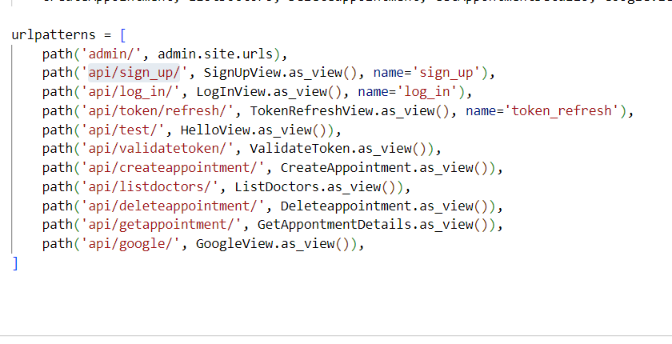 urlpatterns = [
    path('admin/', admin.site.urls),
    path('api/sign_up/', SignUpView.as_view(), name='sign_up'),
    path('api/log_in/', LogInView.as_view(), name='log_in'),
    path('api/token/refresh/', TokenRefreshView.as_view(), name='token_refresh'),
    path('api/test/', HelloView.as_view()),
    path('api/validatetoken/', ValidateToken.as_view()),
    path('api/createappointment/', CreateAppointment.as_view()),
    path('api/listdoctors/', ListDoctors.as_view()),
    path('api/deleteappointment/', Deleteappointment.as_view()),
    path('api/getappointment/', GetAppontmentDetails.as_view()),
    path('api/google/', GoogleView.as_view()),
]